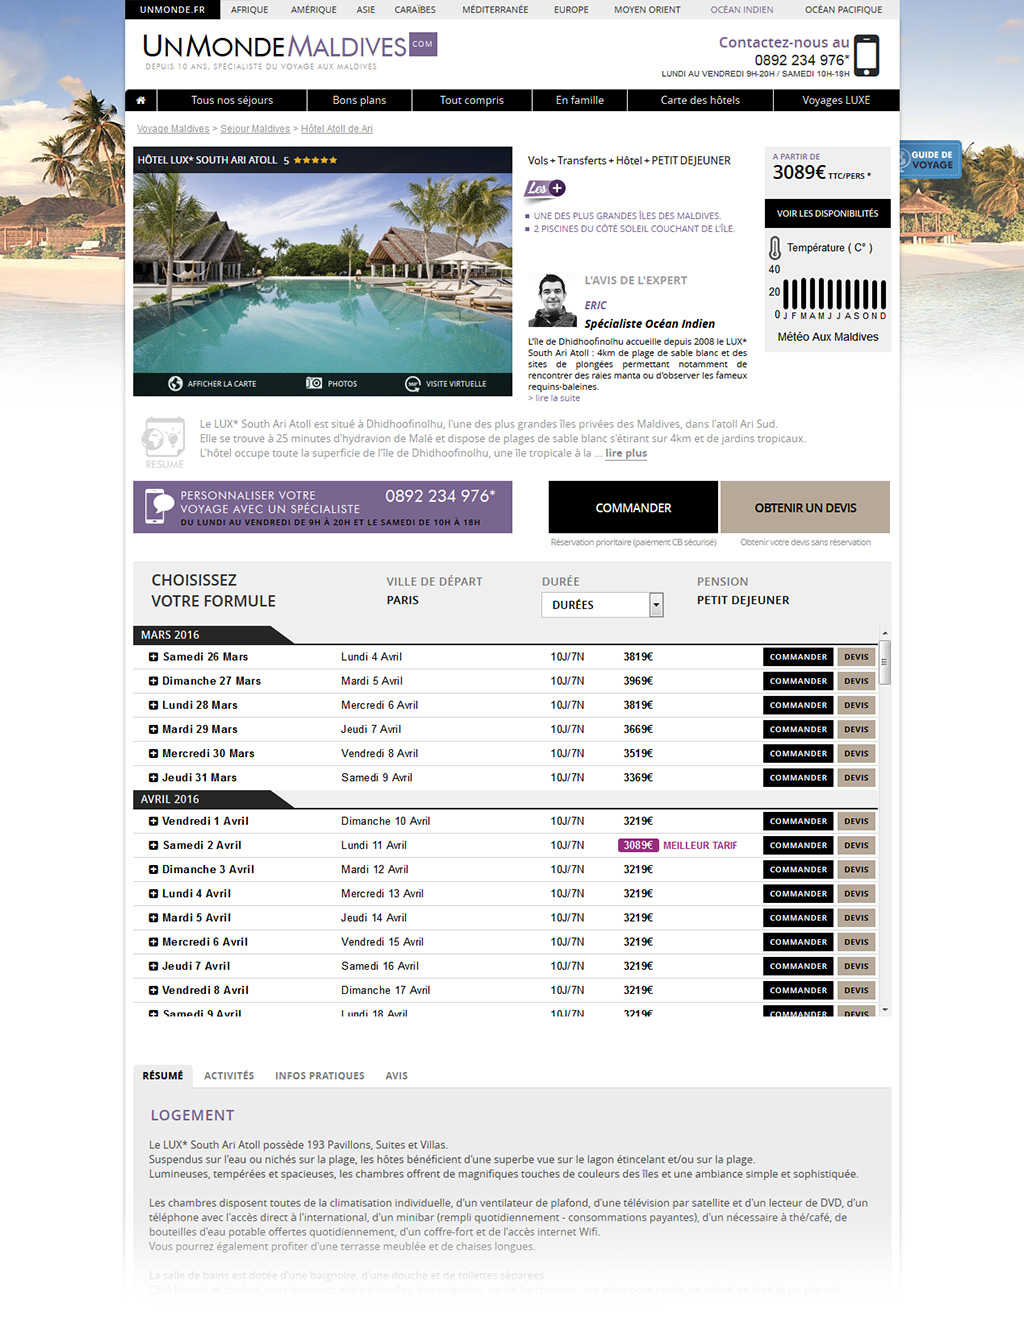 UNMONDE.FR AFRIQUE AMÉRIQUE ASIE CARAÏBES MÉDITERRANÉE EUROPE MOYEN ORIENT OCÉAN INDIEN OCÉAN PACIFIQUE
UNMONDEMALDIVES.COM
DEPUIS 10 ANS, SPÉCIALISTE DU VOYAGE AUX MALDIVES
Contactez-nous au
0892 234 976*
LUNDI AU VENDREDI 9H-20H / SAMEDI 10H-18H
Tous nos séjours Bons plans Tout compris En famille Carte des hôtels Voyages LUXE
Voyage Maldives > Sejour Maldives > Hôtel Atoll de Ari
GUIDE DE
VOYAGE
HÔTEL LUX* SOUTH ARI ATOLL 5
AFFICHER LA CARTE PHOTOS 360° VISITE VIRTUELLE
Vols + Transferts + Hôtel + PETIT DEJEUNER
Les +
UNE DES PLUS GRANDES ÎLES DES MALDIVES.
2 PISCINES DU CÔTÉ SOLEIL COUCHANT DE L'ÎLE.
L'AVIS DE L'EXPERT
ERIC
Spécialiste Océan Indien
L'île de Dhidhoofinolhu accueille depuis 2008 le LUX*
South Ari Atoll : 4km de plage de sable blanc et des
sites de plongées permettant notamment de
rencontrer des raies manta ou d'observer les fameux
requins-baleines.
> lire la suite
A PARTIR DE
3089€ TTC/PERS *
VOIR LES DISPONIBILITÉS
Température ( C° )
40
20
0
J F M A M J J A S O N D
Météo Aux Maldives
RESUME
Le LUX* South Ari Atoll est situé à Dhidhoofinolhu, l'une des plus grandes îles privées des Maldives, dans l'atoll Ari Sud.
Elle se trouve à 25 minutes d'hydravion de Malé et dispose de plages de sable blanc s'étirant sur 4km et de jardins tropicaux.
L'hôtel occupe toute la superficie de l'île de Dhidhoofinolhu, une île tropicale à la ... lire plus
PERSONNALISER VOTRE
VOYAGE AVEC UN SPÉCIALISTE
0892 234 976*
DU LUNDI AU VENDREDI DE 9H À 20H ET LE SAMEDI DE 10H À 18H
COMMANDER
Réservation prioritaire (paiement CB sécurisé)
OBTENIR UN DEVIS
Obtenir votre devis sans réservation
CHOISISSEZ
VOTRE FORMULE
VILLE DE DÉPART
PARIS
DURÉE
DURÉES
PENSION
PETIT DEJEUNER
MARS 2016
Samedi 26 Mars Lundi 4 Avril 10J/7N 3819€ COMMANDER DEVIS
Dimanche 27 Mars Mardi 5 Avril 10J/7N 3969€ COMMANDER DEVIS
Lundi 28 Mars Mercredi 6 Avril 10J/7N 3819€ COMMANDER DEVIS
Mardi 29 Mars Jeudi 7 Avril 10J/7N 3669€ COMMANDER DEVIS
Mercredi 30 Mars Vendredi 8 Avril 10J/7N 3519€ COMMANDER DEVIS
Jeudi 31 Mars Samedi 9 Avril 10J/7N 3369€ COMMANDER DEVIS
AVRIL 2016
Vendredi 1 Avril Dimanche 10 Avril 10J/7N 3219€ COMMANDER DEVIS
Samedi 2 Avril Lundi 11 Avril 10J/7N 3089€ MEILLEUR TARIF COMMANDER DEVIS
Dimanche 3 Avril Mardi 12 Avril 10J/7N 3219€ COMMANDER DEVIS
Lundi 4 Avril Mercredi 13 Avril 10J/7N 3219€ COMMANDER DEVIS
Mardi 5 Avril Jeudi 14 Avril 10J/7N 3219€ COMMANDER DEVIS
Mercredi 6 Avril Vendredi 15 Avril 10J/7N 3219€ COMMANDER DEVIS
Jeudi 7 Avril Samedi 16 Avril 10J/7N 3219€ COMMANDER DEVIS
Vendredi 8 Avril Dimanche 17 Avril 10J/7N 3219€ COMMANDER DEVIS
Samedi 9 Avril Lundi 18 Avril 10J/7N 3219€ COMMANDER DEVIS
RÉSUMÉ ACTIVITÉS INFOS PRATIQUES AVIS
LOGEMENT
Le LUX* South Ari Atoll possède 193 Pavillons, Suites et Villas.
Suspendus sur l'eau ou nichés sur la plage, les hôtes bénéficient d'une superbe vue sur le lagon étincelant et/ou sur la plage.
Lumineuses, tempérées et spacieuses, les chambres offrent de magnifiques touches de couleurs des îles et une ambiance simple et sophistiquée.
Les chambres disposent toutes de la climatisation individuelle, d'un ventilateur de plafond, d'une télévision par satellite et d'un lecteur de DVD, d'un
téléphone avec l'accès direct à l'international, d'un minibar (rempli quotidiennement - consommations payantes), d'un nécessaire à thé/café, de
bouteilles d'eau potable offertes quotidiennement, d'un coffre-fort et de l'accès internet Wifi.
Vous pourrez également profiter d'une terrasse meublée et de chaises longues.
La salle de bains est dotée d'une baignoire, d'une douche et de toilettes séparées.